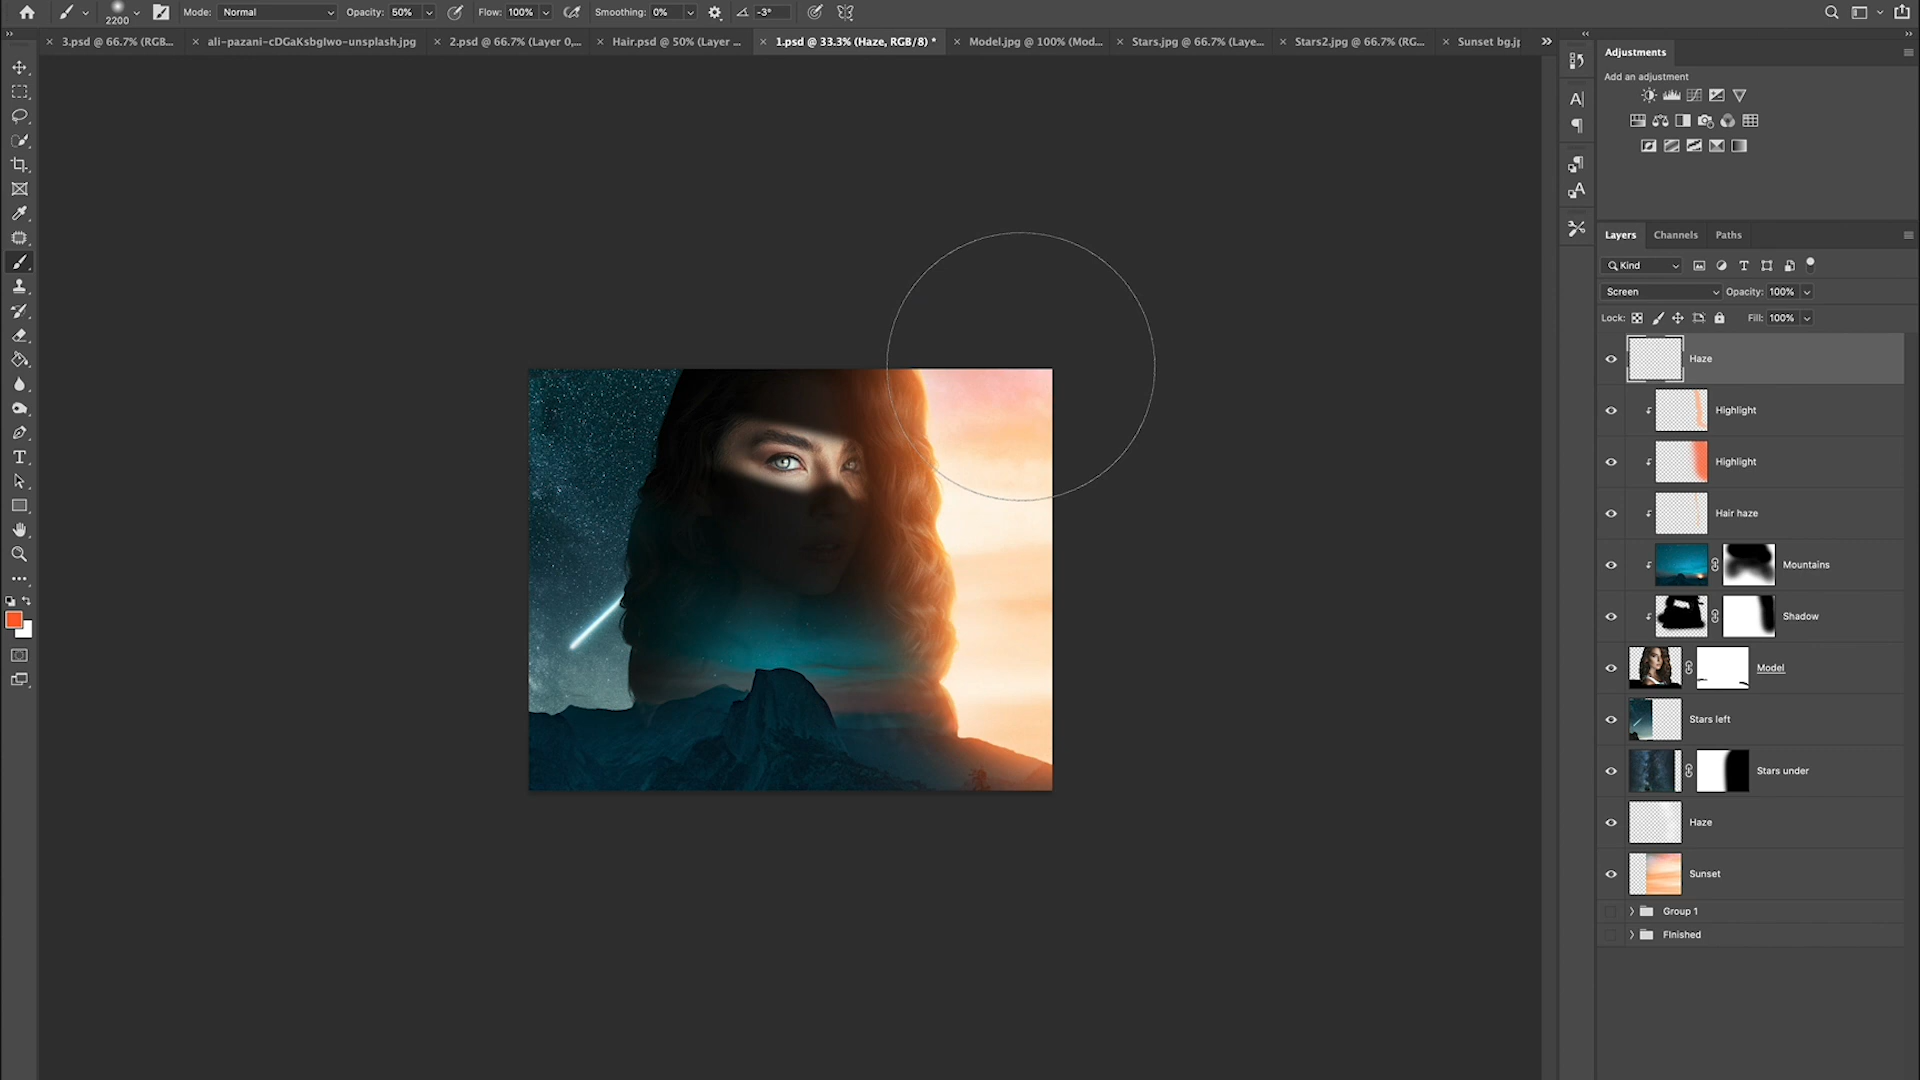 2200 Mode: Normal Opacity: 50% Flow: 100% Smoothing: 0% -3°
3.psd @ 66.7% (RGB... ali-pazani-cDGaKsbgIwo-unsplash.jpg 2.psd @ 66.7% (Layer 0,... Hair.psd @ 50% (Layer ... 1.psd @ 33.3% (Haze, RGB/8) * Model.jpg @ 100% (Mod... Stars.jpg @ 66.7% (Laye... Stars2.jpg @ 66.7% (RG... Sunset bg.jp
Adjustments
Add an adjustment
Layers Channels Paths
Kind
Screen Opacity: 100%
Lock: Fill: 100%
Haze
Highlight
Highlight
Hair haze
Mountains
Shadow
Model
Stars left
Stars under
Haze
Sunset
Group 1
FInished